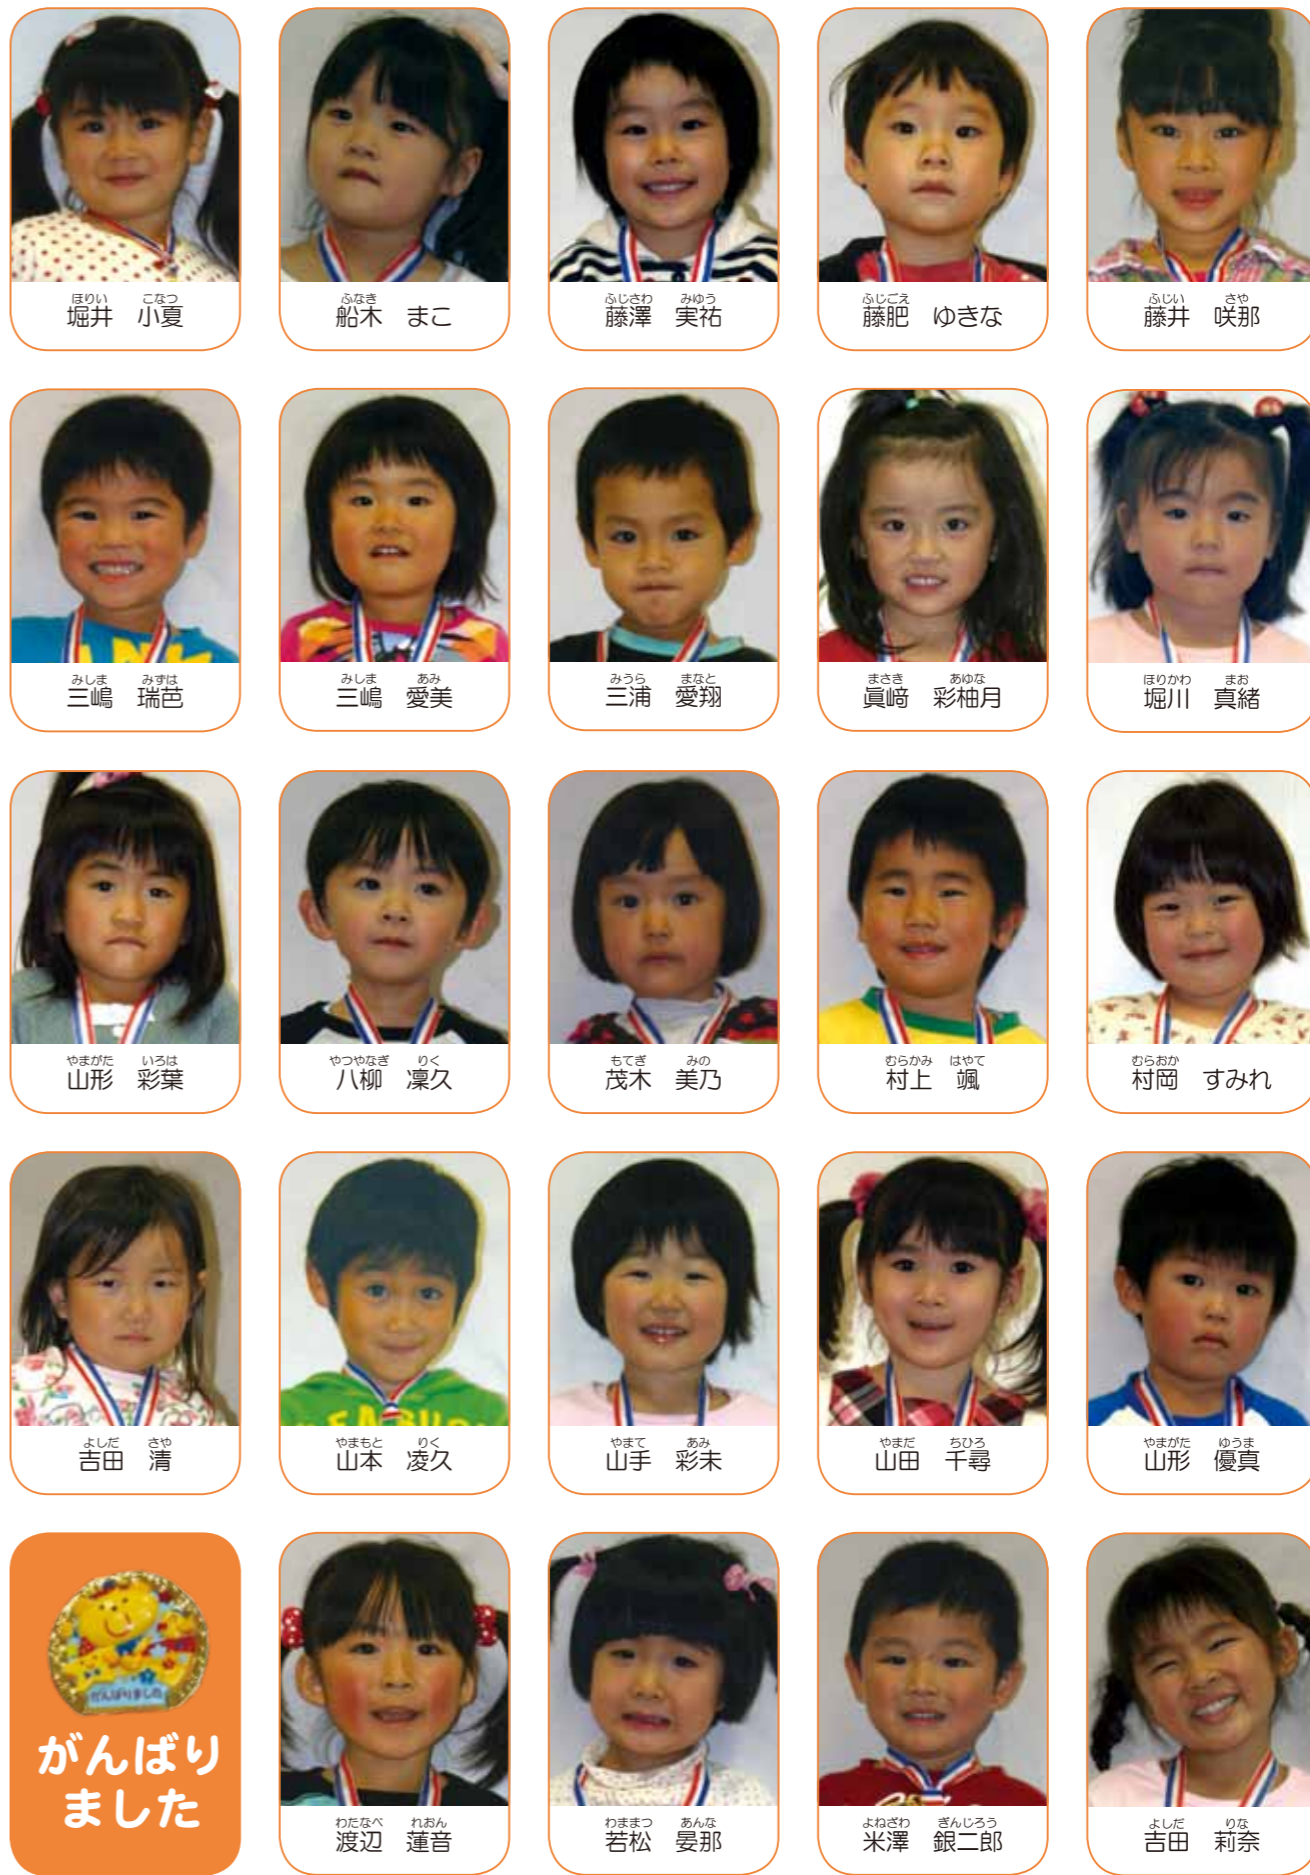 ほりい　こなつ
堀井　小夏
ふなき
船木　まこ
ふじさわ　みゆう
藤澤　実祐
ふじごえ
藤肥　ゆきな
ふじい　さや
藤井　咲那
みしま　みずは
三嶋　瑞芭
みしま　あみ
三嶋　愛美
みうら　まなと
三浦　愛翔
まさき　あゆな
眞﨑　彩柚月
ほりかわ　まお
堀川　真緒
やまがた　いろは
山形　彩葉
やつやなぎ　りく
八柳　凜久
もてぎ　みの
茂木　美乃
むらかみ　はやて
村上　颯
むらおか
村岡　すみれ
よしだ　さや
吉田　清
やまもと　りく
山本　凌久
やまて　あみ
山手　彩未
やまだ　ちひろ
山田　千尋
やまがた　ゆうま
山形　優真
がんばりました
がんばり
ました
わたなべ　れおん
渡辺　蓮音
わままつ　あんな
若松　晏那
よねざわ　ぎんじろう
米澤　銀二郎
よしだ　りな
吉田　莉奈